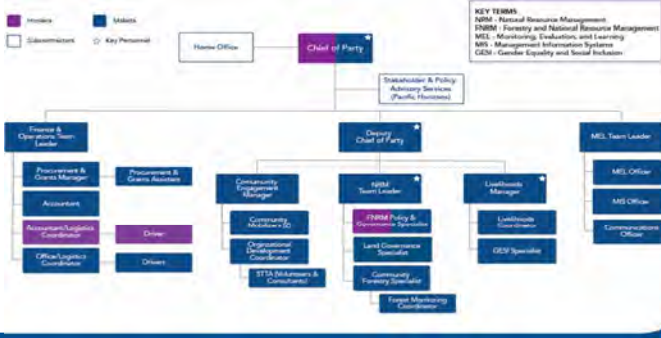 Honiara
Malaita
Subcontractors
Key Personnel
KEY TERMS
NRM - Natural Resource Management
FNRM - Forestry and National Resource Management
MEL - Monitoring, Evaluation, and Learning
MIS - Management Information Systems
GESI - Gender Equality and Social Inclusion
Home Office
Chief of Party
Stakeholder & Policy
Advisory Services
(Pacific Horizons)
Finance &
Operations Team
Leader
Deputy
Chief of Party
MEL Team Leader
Procurement &
Grants Manager
Procurement &
Grants Assistant
Accountant
Accountant/Logistics
Coordinator
Driver
Office/Logistics
Coordinator
Drivers
Community
Engagement
Manager
Community
Mobilizers (2)
Organizational
Development
Coordinator
STTA (Volunteers &
Consultants)
NRM
Team Leader
FNRM Policy &
Governance Specialist
Land Governance
Specialist
Community
Forestry Specialist
Forest Monitoring
Coordinator
Livelihoods
Manager
Livelihoods
Coordinator
GESI Specialist
MEL Officer
MIS Officer
Communications
Officer